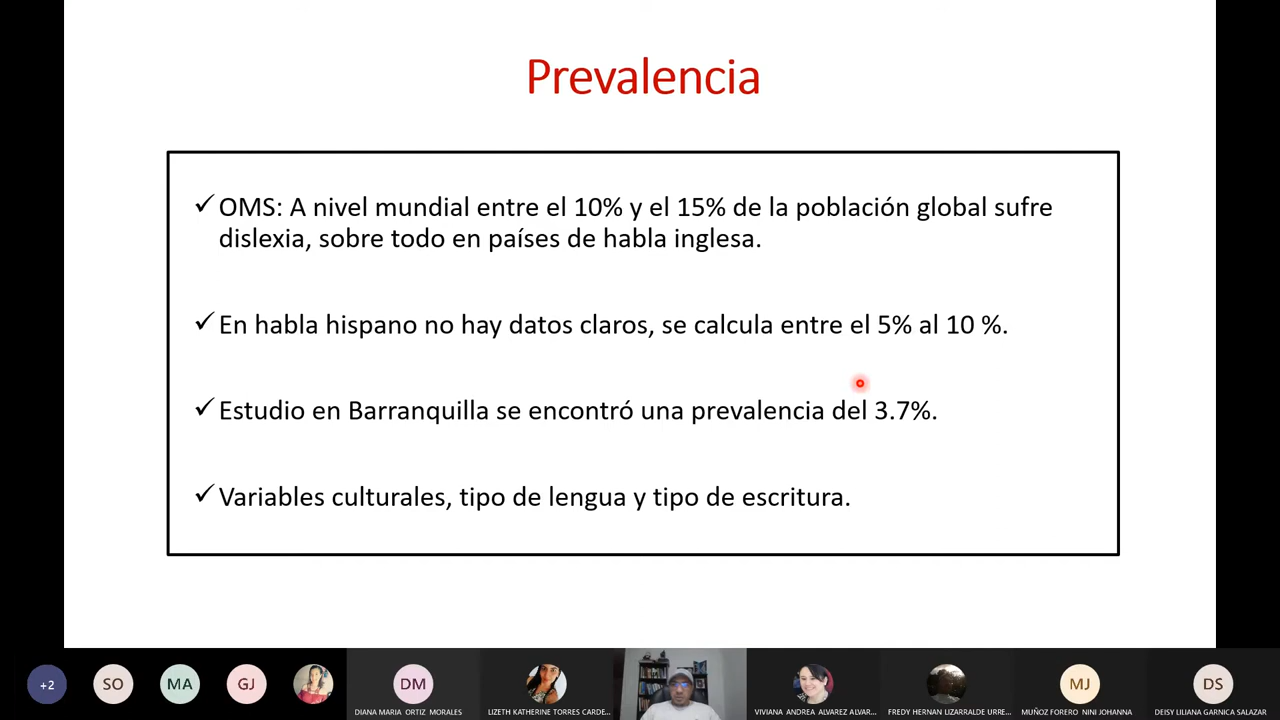 Prevalencia
✓ OMS: A nivel mundial entre el 10% y el 15% de la población global sufre
dislexia, sobre todo en países de habla inglesa.
✓ En habla hispano no hay datos claros, se calcula entre el 5% al 10 %.
✓ Estudio en Barranquilla se encontró una prevalencia del 3.7%.
✓ Variables culturales, tipo de lengua y tipo de escritura.
+2
SO
MA
GJ
DM
MJ
DS
DIANA MARIA ORTIZ MORALES
LIZETH KATHERINE TORRES CARDE...
VIVIANA ANDREA ALVAREZ ALVAR...
FREDY HERNAN LIZARRALDE URRE...
MUÑOZ FORERO NINI JOHANNA
DEISY LILIANA GARNICA SALAZAR